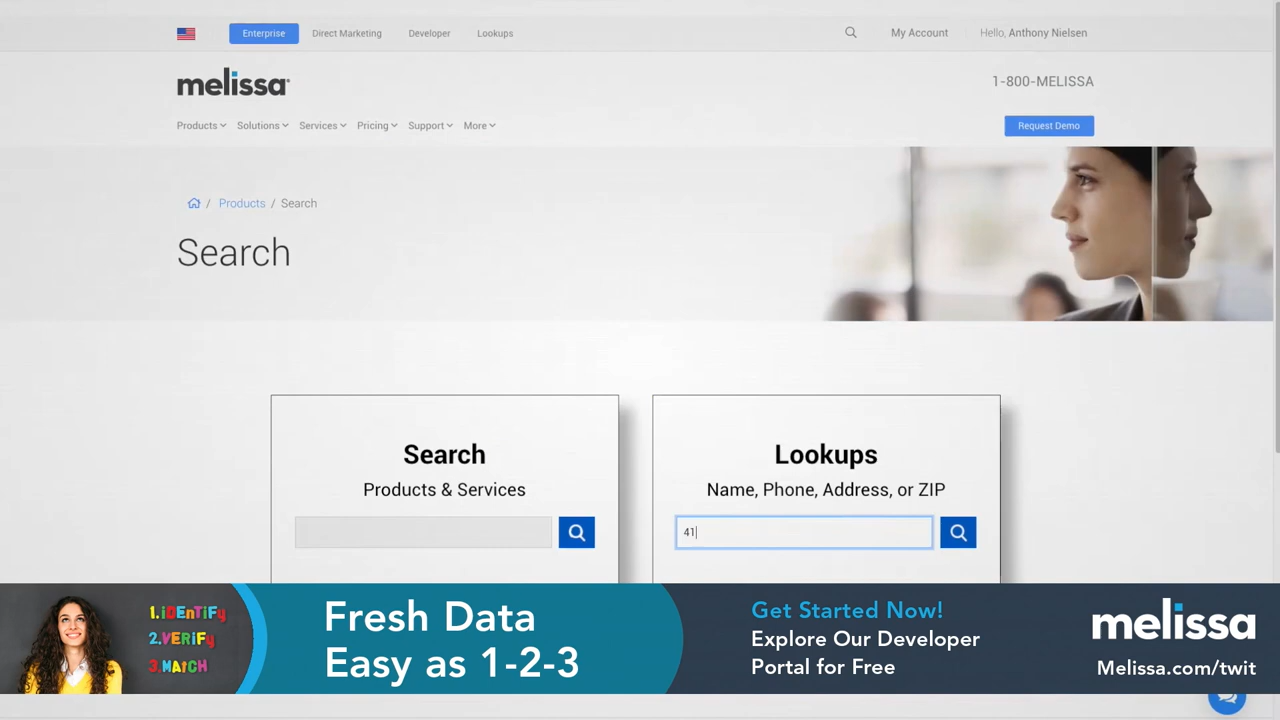 Enterprise Direct Marketing Developer Lookups My Account Hello, Anthony Nielsen
melissa®
1-800-MELISSA
Products Solutions Services Pricing Support More Request Demo
/ Products / Search
Search
Search
Products & Services
Lookups
Name, Phone, Address, or ZIP
41
1.iDEnTiFy
2.VERiFy
3.MAtCH
Fresh Data
Easy as 1-2-3
Get Started Now!
Explore Our Developer
Portal for Free
melissa
Melissa.com/twit